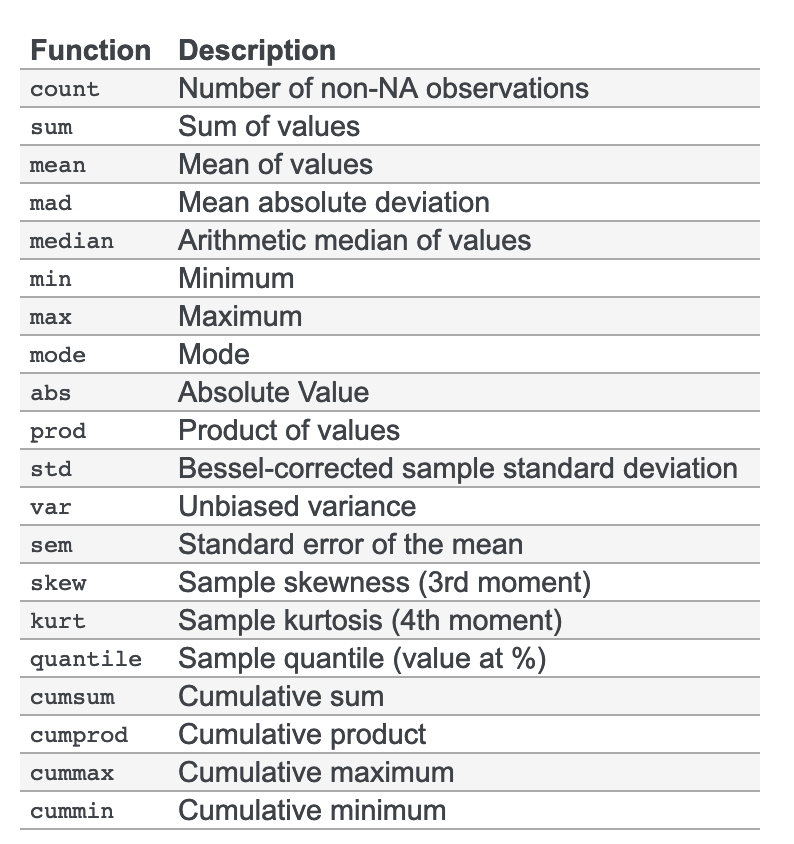 Function Description
count Number of non-NA observations
sum Sum of values
mean Mean of values
mad Mean absolute deviation
median Arithmetic median of values
min Minimum
max Maximum
mode Mode
abs Absolute Value
prod Product of values
std Bessel-corrected sample standard deviation
var Unbiased variance
sem Standard error of the mean
skew Sample skewness (3rd moment)
kurt Sample kurtosis (4th moment)
quantile Sample quantile (value at %)
cumsum Cumulative sum
cumprod Cumulative product
cummax Cumulative maximum
cummin Cumulative minimum